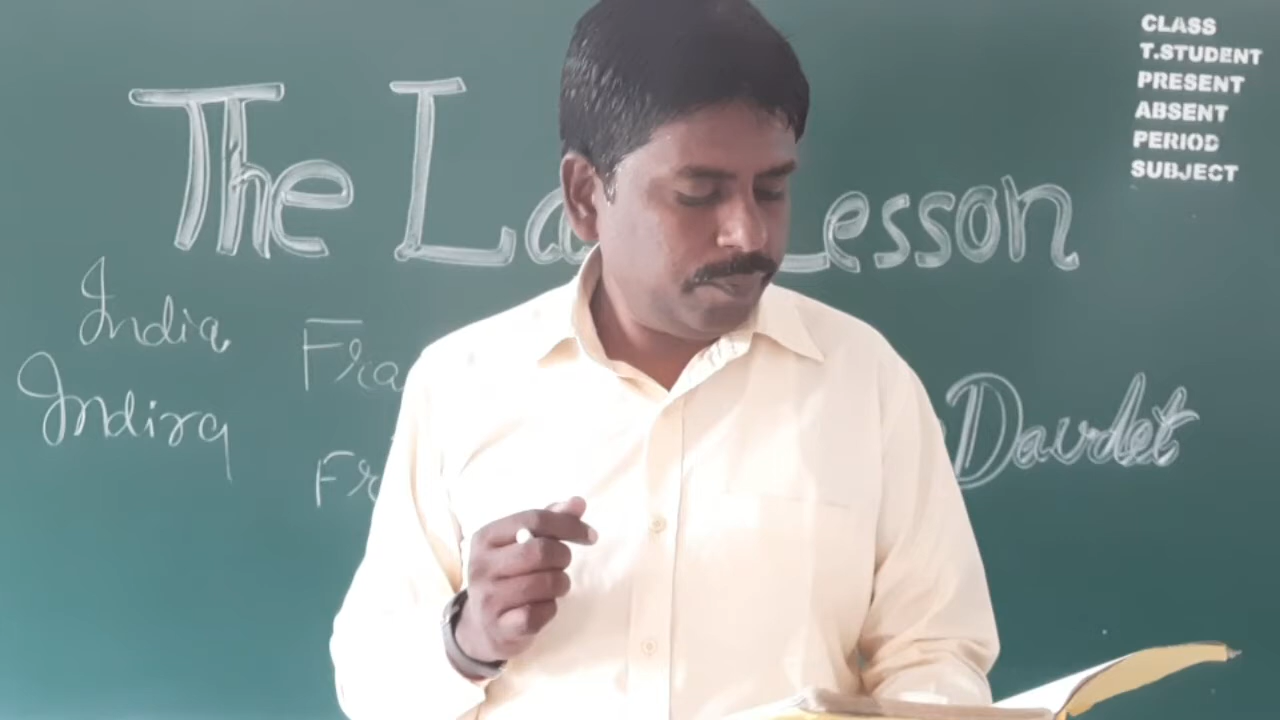 The La Lesson
India Fra
Indira Fr Daudet
CLASS
T.STUDENT
PRESENT
ABSENT
PERIOD
SUBJECT